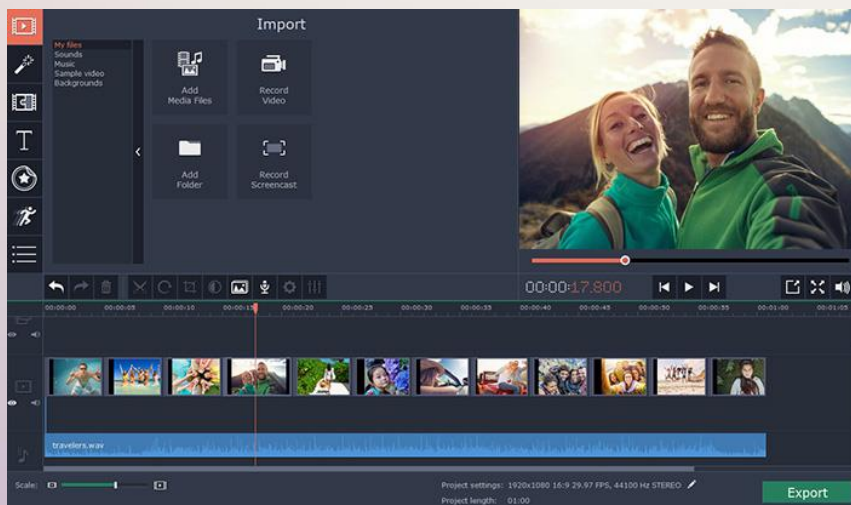 Import
My files
Sounds
Music
Sample video
Backgrounds
Add
Media Files
Record
Video
Add
Folder
Record
Screencast
T
00:00:17.800
00:00:00 00:00:05 00:00:10 00:00:15 00:00:20 00:00:25 00:00:30 00:00:35 00:00:40 00:00:45 00:00:50 00:00:55 00:01:00 00:01:05
travelers.wav
Scale:
Project settings: 1920x1080 16:9 29.97 FPS, 44100 Hz STEREO
Project length: 01:00
Export